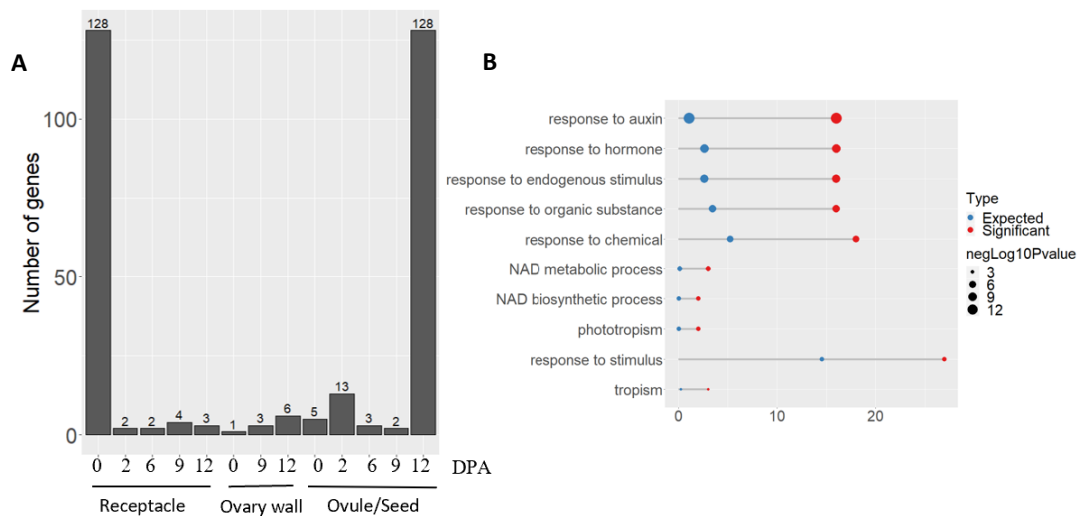 A
Number of genes
100
50
0
128
2
2
4
3
1
3
6
5
13
3
2
128
0 2 6 9 12 0 9 12 0 2 6 9 12 DPA
Receptacle Ovary wall Ovule/Seed
B
response to auxin
response to hormone
response to endogenous stimulus
response to organic substance
response to chemical
NAD metabolic process
NAD biosynthetic process
phototropism
response to stimulus
tropism
0 20
Type
Expected
Significant
negLog10Pvalue
3
6
9
12